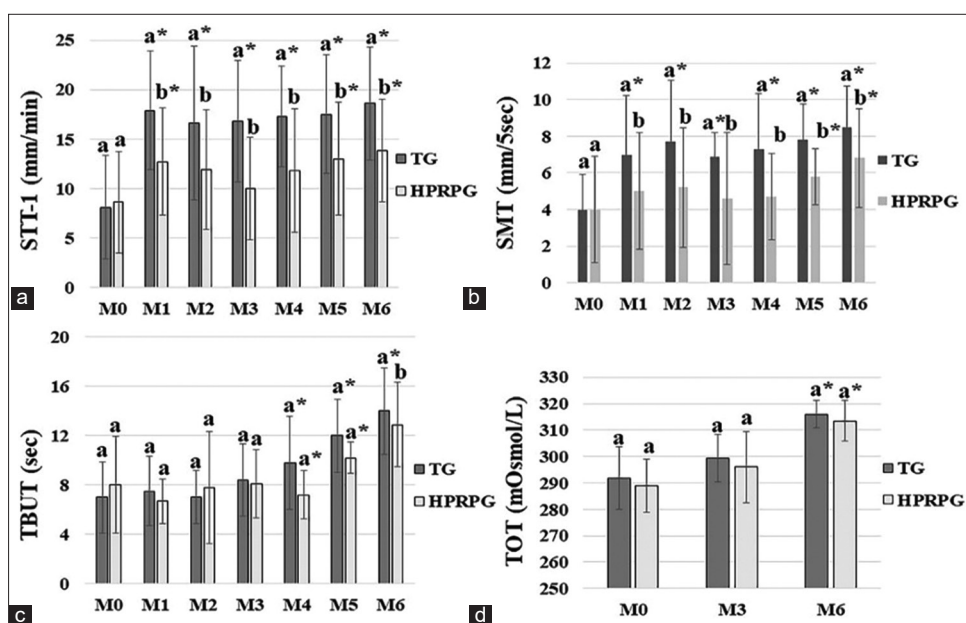 25
20
15
10
5
0
STT-1 (mm/min)
a a
a* b*
a* b
a* b
a* b
a* b*
a* b*
M0 M1 M2 M3 M4 M5 M6
TG
HPRPG
a
12
10
8
6
4
2
0
SMT (mm/5sec)
a a
a* b
a* b
a* b
a* b
a* b*
a* b*
M0 M1 M2 M3 M4 M5 M6
TG
HPRPG
b
20
16
12
8
4
0
TBUT (sec)
a a
a a
a a
a a
a* a*
a* a*
a* b
M0 M1 M2 M3 M4 M5 M6
TG
HPRPG
c
330
320
310
300
290
280
270
260
250
TOT (mOsmol/L)
a a
a a
a* a*
M0 M3 M6
TG
HPRPG
d